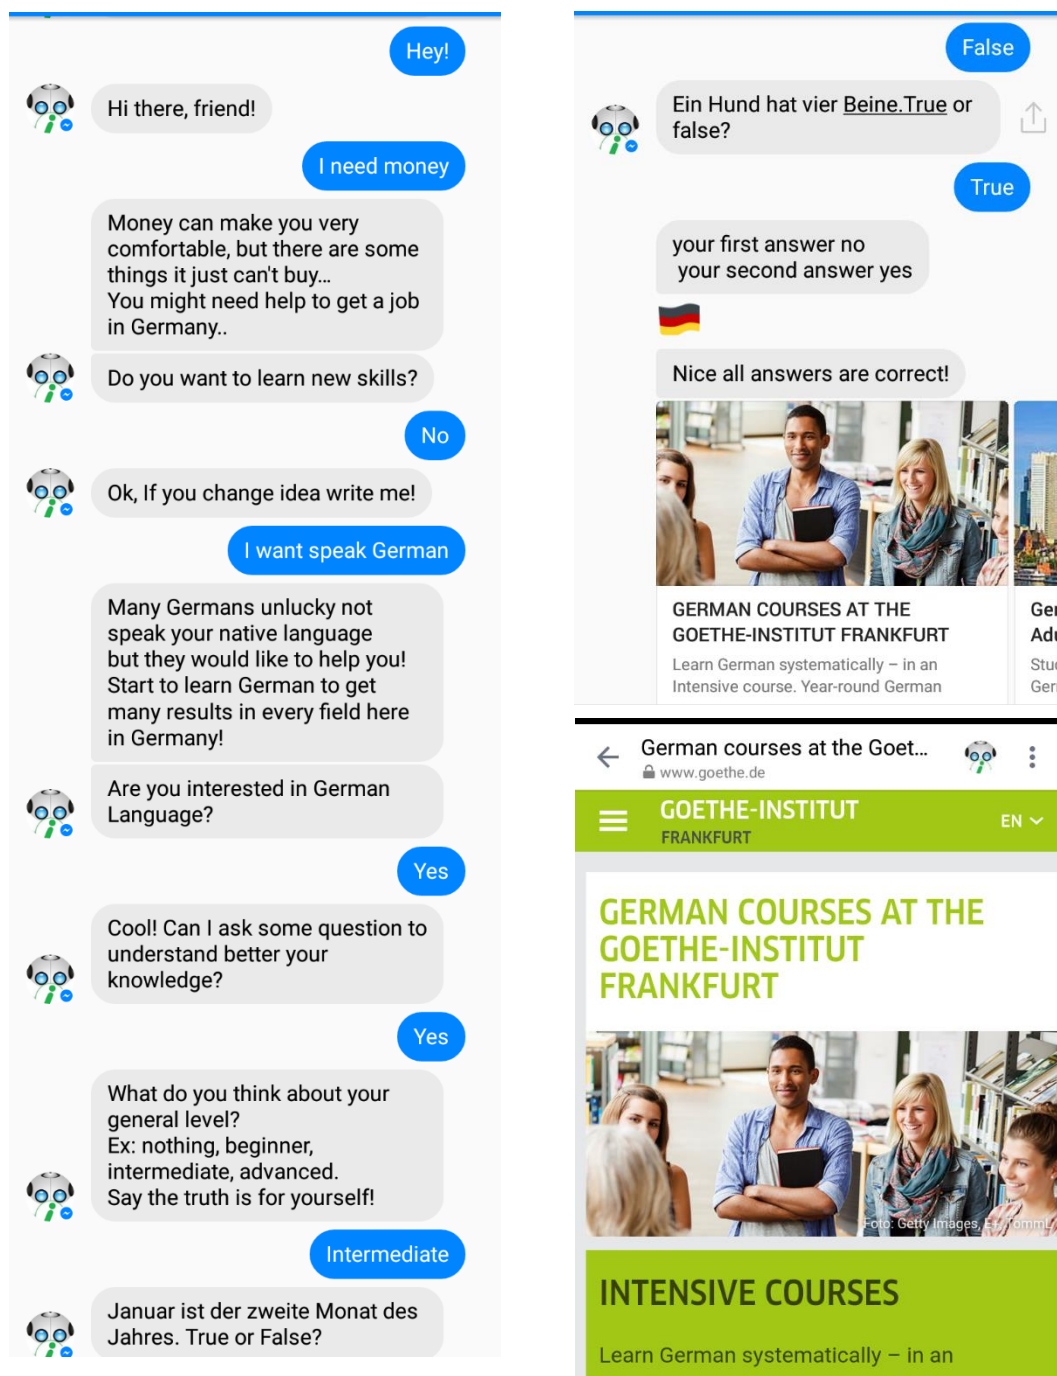 Hey!
Hi there, friend!
I need money
Money can make you very
comfortable, but there are some
things it just can't buy...
You might need help to get a job
in Germany..
Do you want to learn new skills?
No
Ok, If you change idea write me!
I want speak German
Many Germans unlucky not
speak your native language
but they would like to help you!
Start to learn German to get
many results in every field here
in Germany!
Are you interested in German
Language?
Yes
Cool! Can I ask some question to
understand better your
knowledge?
Yes
What do you think about your
general level?
Ex: nothing, beginner,
intermediate, advanced.
Say the truth is for yourself!
Intermediate
Januar ist der zweite Monat des
Jahres. True or False?
False
Ein Hund hat vier Beine.True or
false?
True
your first answer no
your second answer yes
Nice all answers are correct!
GERMAN COURSES AT THE
GOETHE-INSTITUT FRANKFURT
Learn German systematically – in an
Intensive course. Year-round German
Ger
Adu
Stud
Ger
German courses at the Goet...
www.goethe.de
GOETHE-INSTITUT
FRANKFURT
EN
GERMAN COURSES AT THE
GOETHE-INSTITUT
FRANKFURT
Foto: Getty Images, E+, TommL
INTENSIVE COURSES
Learn German systematically – in an